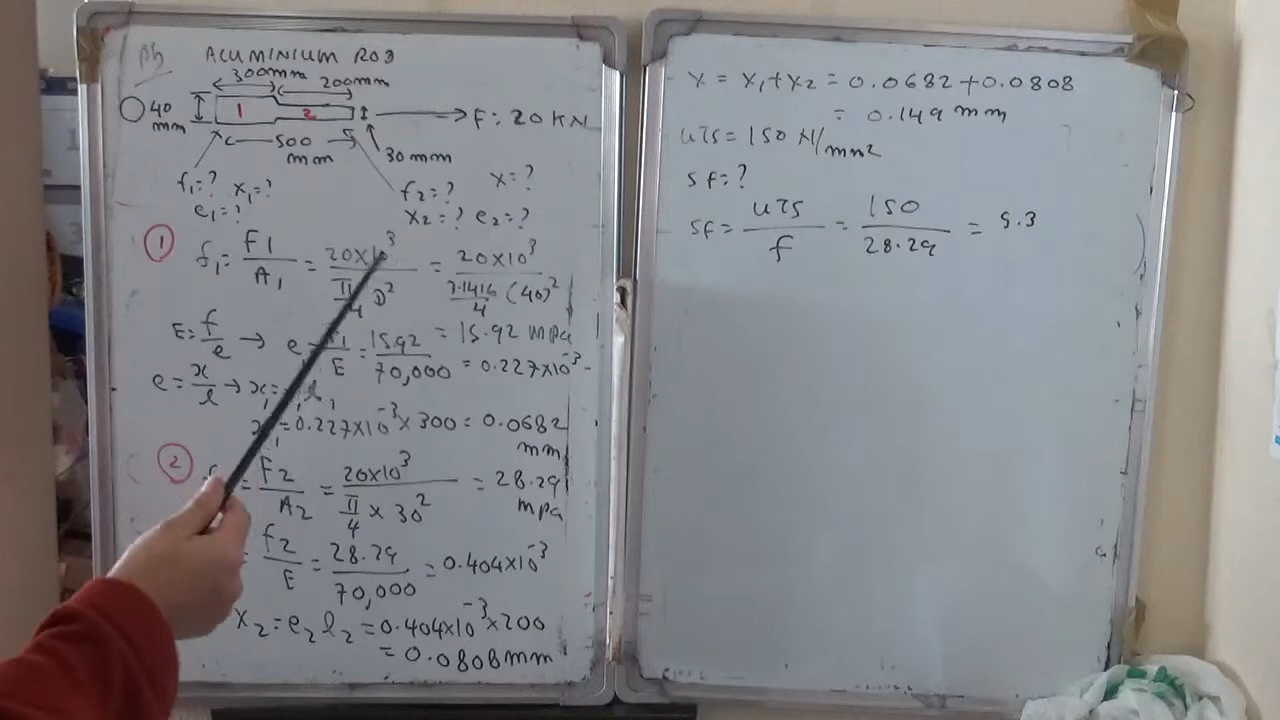 Pb ALUMINIUM ROD
300mm 200mm
40 mm 1 2 F: 20 KN
500 mm 30 mm
f1=? x1=? f2=? x=?
e1=? x2=? e2=?
1 f1 = F1/A1 = 20x10^3 / (π/4 D^2) = 20x10^3 / (3.1416/4 (40)^2)
= 15.92 mpa
E = f/e → e = f1/E = 15.92/70,000 = 0.227x10^-3
e = x/l → x1 = l1
x1 = 0.227x10^-3 x 300 = 0.0682 mm
2 = F2/A2 = 20x10^3 / (π/4 x 30^2) = 28.29 mpa
= f2/E = 28.29/70,000 = 0.404x10^-3
x2 = e2 l2 = 0.404x10^-3 x 200
= 0.0808mm
x = x1+x2 = 0.0682+0.0808
= 0.149 mm
UTS = 150 N/mm2
SF = ?
SF = UTS/f = 150/28.29 = 5.3